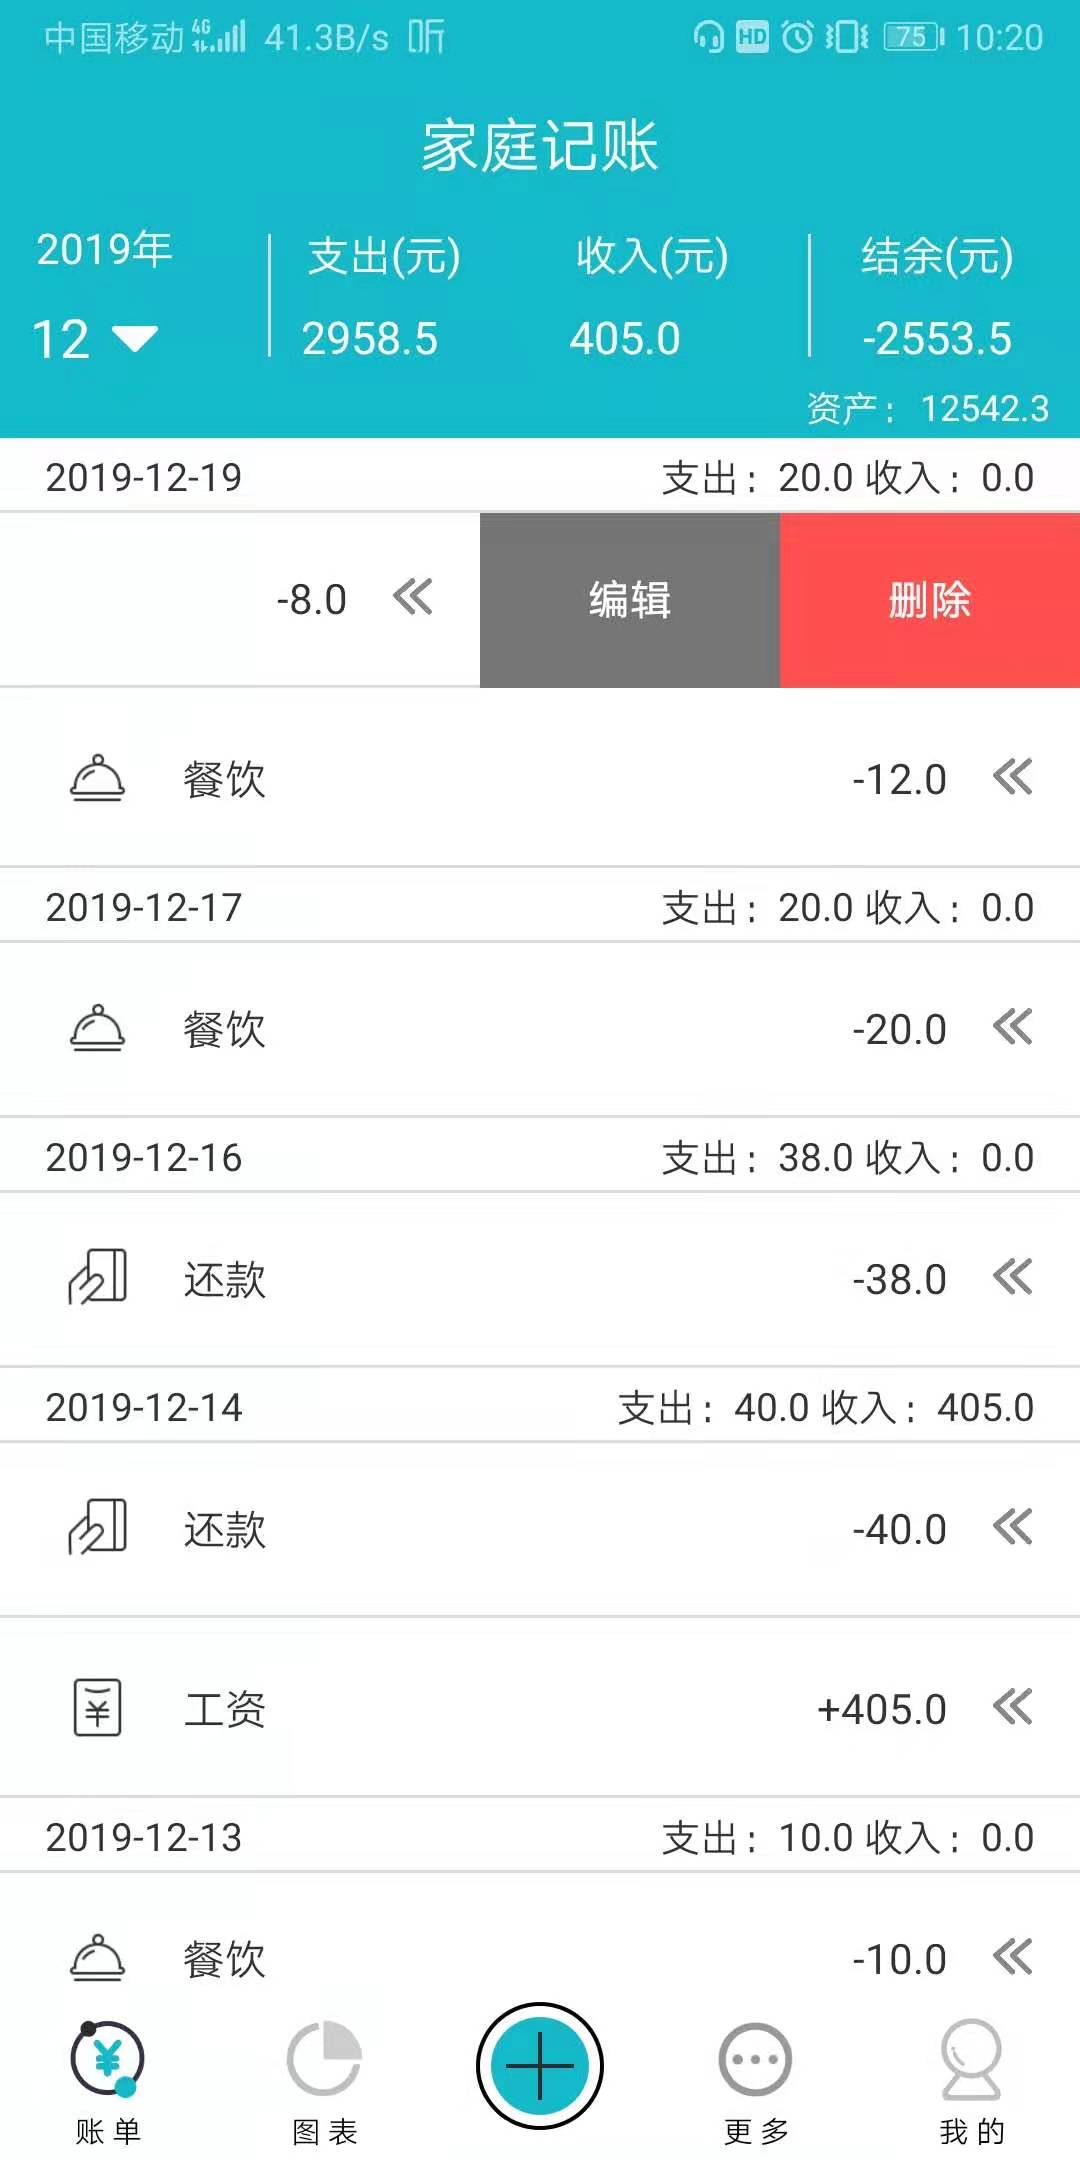 中国移动 4G 41.3B/s 听 HD 75 10:20
家庭记账
2019年 支出(元) 收入(元) 结余(元)
12 2958.5 405.0 -2553.5
资产: 12542.3
2019-12-19 支出: 20.0 收入: 0.0
-8.0 编辑 删除
餐饮 -12.0
2019-12-17 支出: 20.0 收入: 0.0
餐饮 -20.0
2019-12-16 支出: 38.0 收入: 0.0
还款 -38.0
2019-12-14 支出: 40.0 收入: 405.0
还款 -40.0
¥ 工资 +405.0
2019-12-13 支出: 10.0 收入: 0.0
餐饮 -10.0
¥
账单 图表 更多 我的